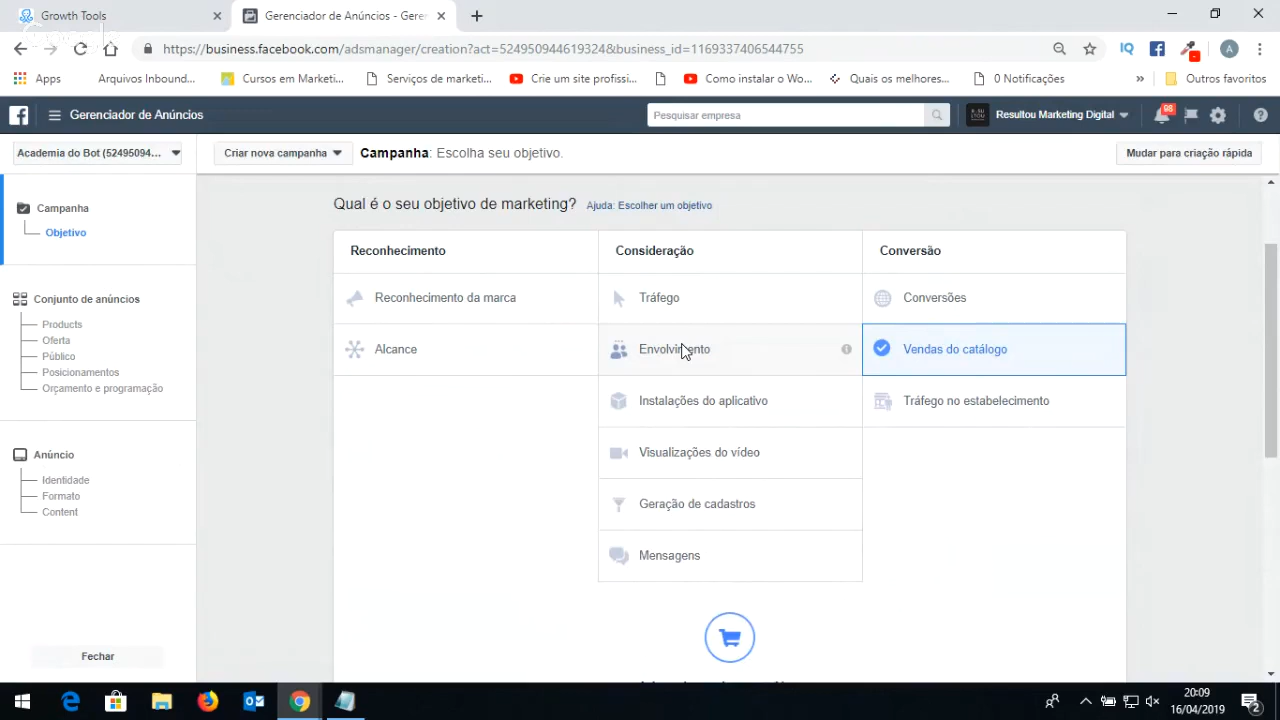 Growth Tools
Gerenciador de Anúncios - Gerer
https://business.facebook.com/adsmanager/creation?act=524950944619324&business_id=1169337406544755
IQ
A
Apps
Arquivos Inbound...
Cursos em Marketi...
Serviços de marketi...
Crie um site profissi...
Como instalar o Wo...
Quais os melhores...
0 Notificações
»
Outros favoritos
Gerenciador de Anúncios
Pesquisar empresa
Resultou Marketing Digital
98
Academia do Bot (52495094...
Criar nova campanha
Campanha: Escolha seu objetivo.
Mudar para criação rápida
Campanha
Objetivo
Conjunto de anúncios
Products
Oferta
Público
Posicionamentos
Orçamento e programação
Anúncio
Identidade
Formato
Content
Fechar
Qual é o seu objetivo de marketing?
Ajuda: Escolher um objetivo
Reconhecimento
Consideração
Conversão
Reconhecimento da marca
Tráfego
Conversões
Alcance
Envolvimento
Vendas do catálogo
Instalações do aplicativo
Tráfego no estabelecimento
Visualizações do vídeo
Geração de cadastros
Mensagens
20:09
16/04/2019
2